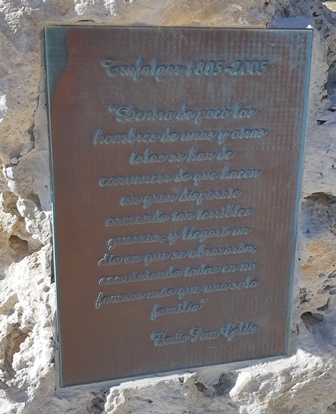 Trafalgar 1805-2005
"Dentro de poco los
hombres de unas y otras
islas se han de
convencer de que hacen
un gran disparate
armando tan terribles
guerras, y llegará un
día en que se abrazarán,
conviniendo todos en no
formar más que una sola
familia"
Benito Pérez Galdós